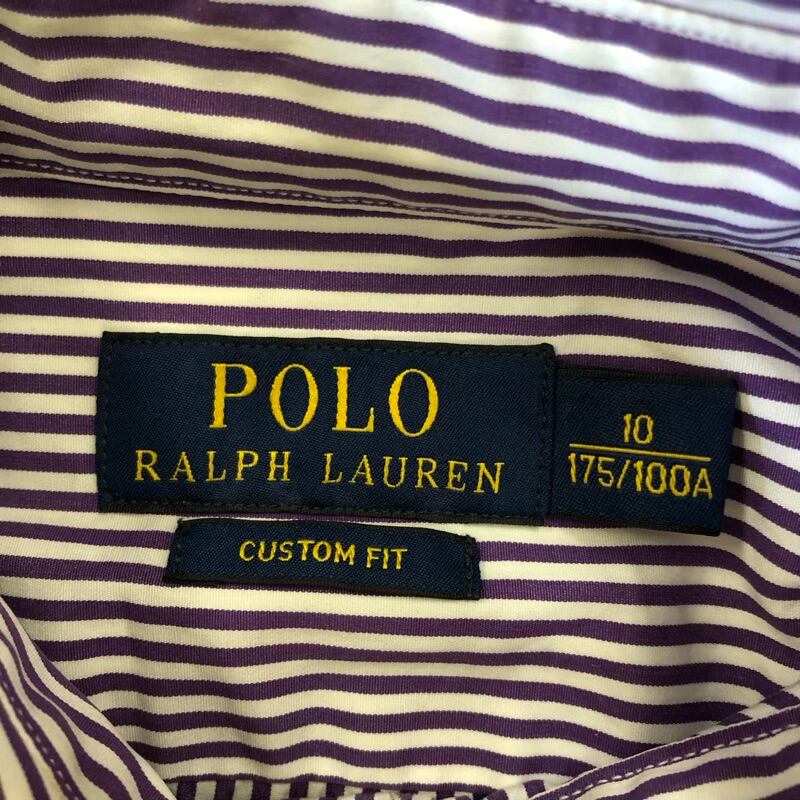 POLO
RALPH LAUREN
10
175/100A
CUSTOM FIT